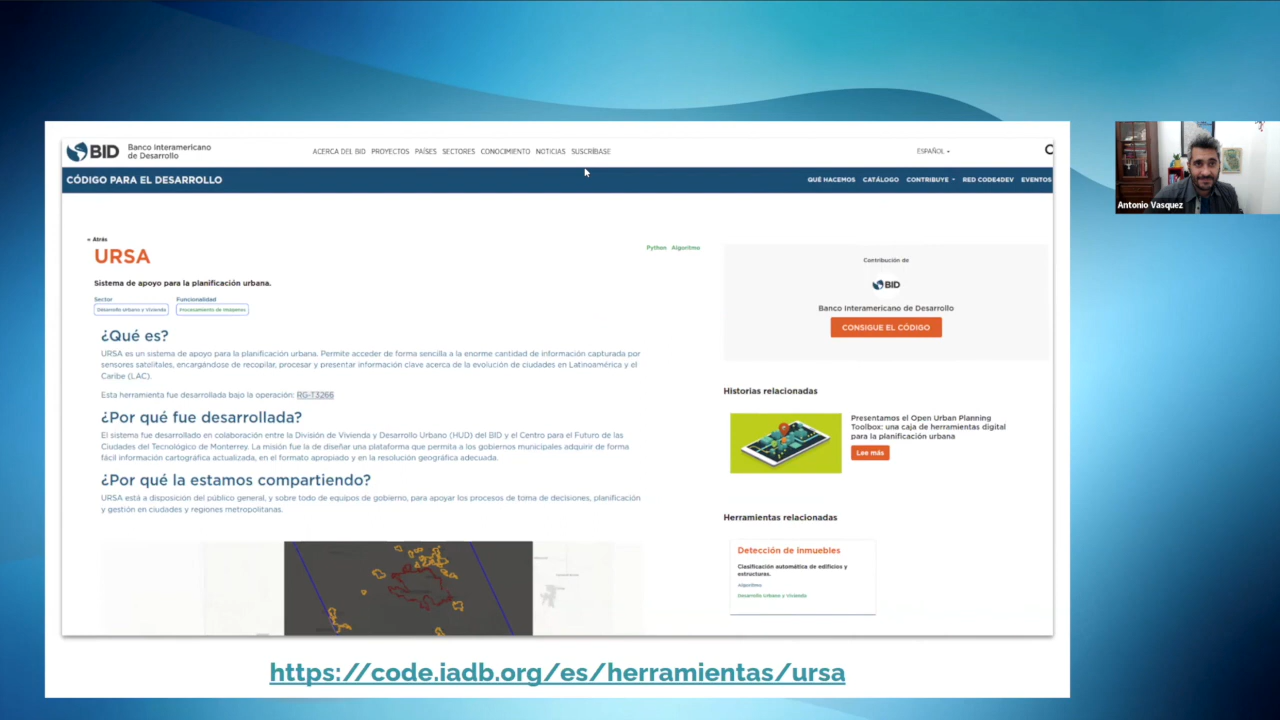 BID
Banco Interamericano
de Desarrollo
ACERCA DEL BID PROYECTOS PAÍSES SECTORES CONOCIMIENTO NOTICIAS SUSCRÍBASE
ESPAÑOL
CÓDIGO PARA EL DESARROLLO
QUÉ HACEMOS CATÁLOGO CONTRIBUYE RED CODE4DEV EVENTOS
« Atrás
URSA
Python Algoritmo
Sistema de apoyo para la planificación urbana.
Sector Funcionalidad
Desarrollo urbano y Vivienda Procesamiento de imágenes
¿Qué es?
URSA es un sistema de apoyo para la planificación urbana. Permite acceder de forma sencilla a la enorme cantidad de información capturada por
sensores satelitales, encargándose de recopilar, procesar y presentar información clave acerca de la evolución de ciudades en Latinoamérica y el
Caribe (LAC).
Esta herramienta fue desarrollada bajo la operación: RG-T3266
¿Por qué fue desarrollada?
El sistema fue desarrollado en colaboración entre la División de Vivienda y Desarrollo Urbano (HUD) del BID y el Centro para el Futuro de las
Ciudades del Tecnológico de Monterrey. La misión fue la de diseñar una plataforma que permita a los gobiernos municipales adquirir de forma
fácil información cartográfica actualizada, en el formato apropiado y en la resolución geográfica adecuada.
¿Por qué la estamos compartiendo?
URSA está a disposición del público general, y sobre todo de equipos de gobierno, para apoyar los procesos de toma de decisiones, planificación
y gestión en ciudades y regiones metropolitanas.
Contribución de
BID
Banco Interamericano de Desarrollo
CONSIGUE EL CÓDIGO
Historias relacionadas
Presentamos el Open Urban Planning
Toolbox: una caja de herramientas digital
para la planificación urbana
Lee más
Herramientas relacionadas
Detección de inmuebles
Clasificación automática de edificios y
estructuras.
Algoritmo
Desarrollo Urbano y Vivienda
https://code.iadb.org/es/herramientas/ursa
Antonio Vasquez